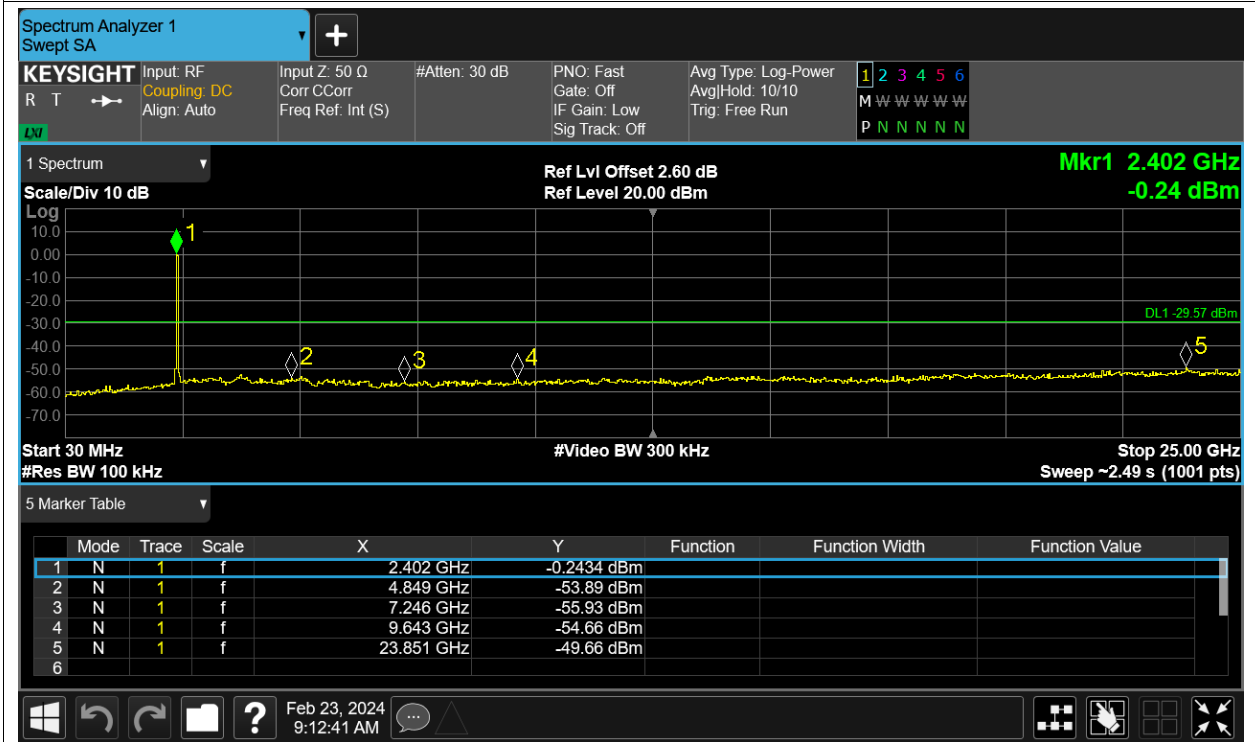 Spectrum Analyzer 1
Swept SA
+
KEYSIGHT
R T
LXI
Input: RF
Coupling: DC
Align: Auto
Input Z: 50 Ω
Corr CCorr
Freq Ref: Int (S)
#Atten: 30 dB
PNO: Fast
Gate: Off
IF Gain: Low
Sig Track: Off
Avg Type: Log-Power
Avg|Hold: 10/10
Trig: Free Run
1 2 3 4 5 6
M W W W W W
P N N N N N
1 Spectrum
Scale/Div 10 dB
Ref Lvl Offset 2.60 dB
Ref Level 20.00 dBm
Mkr1 2.402 GHz
-0.24 dBm
Log
10.0
0.00
-10.0
-20.0
-30.0
-40.0
-50.0
-60.0
-70.0
1
2
3
4
5
DL1 -29.57 dBm
Start 30 MHz
#Res BW 100 kHz
#Video BW 300 kHz
Stop 25.00 GHz
Sweep ~2.49 s (1001 pts)
5 Marker Table
Mode Trace Scale X Y Function Function Width Function Value
1 N 1 f 2.402 GHz -0.2434 dBm
2 N 1 f 4.849 GHz -53.89 dBm
3 N 1 f 7.246 GHz -55.93 dBm
4 N 1 f 9.643 GHz -54.66 dBm
5 N 1 f 23.851 GHz -49.66 dBm
6
?
Feb 23, 2024
9:12:41 AM